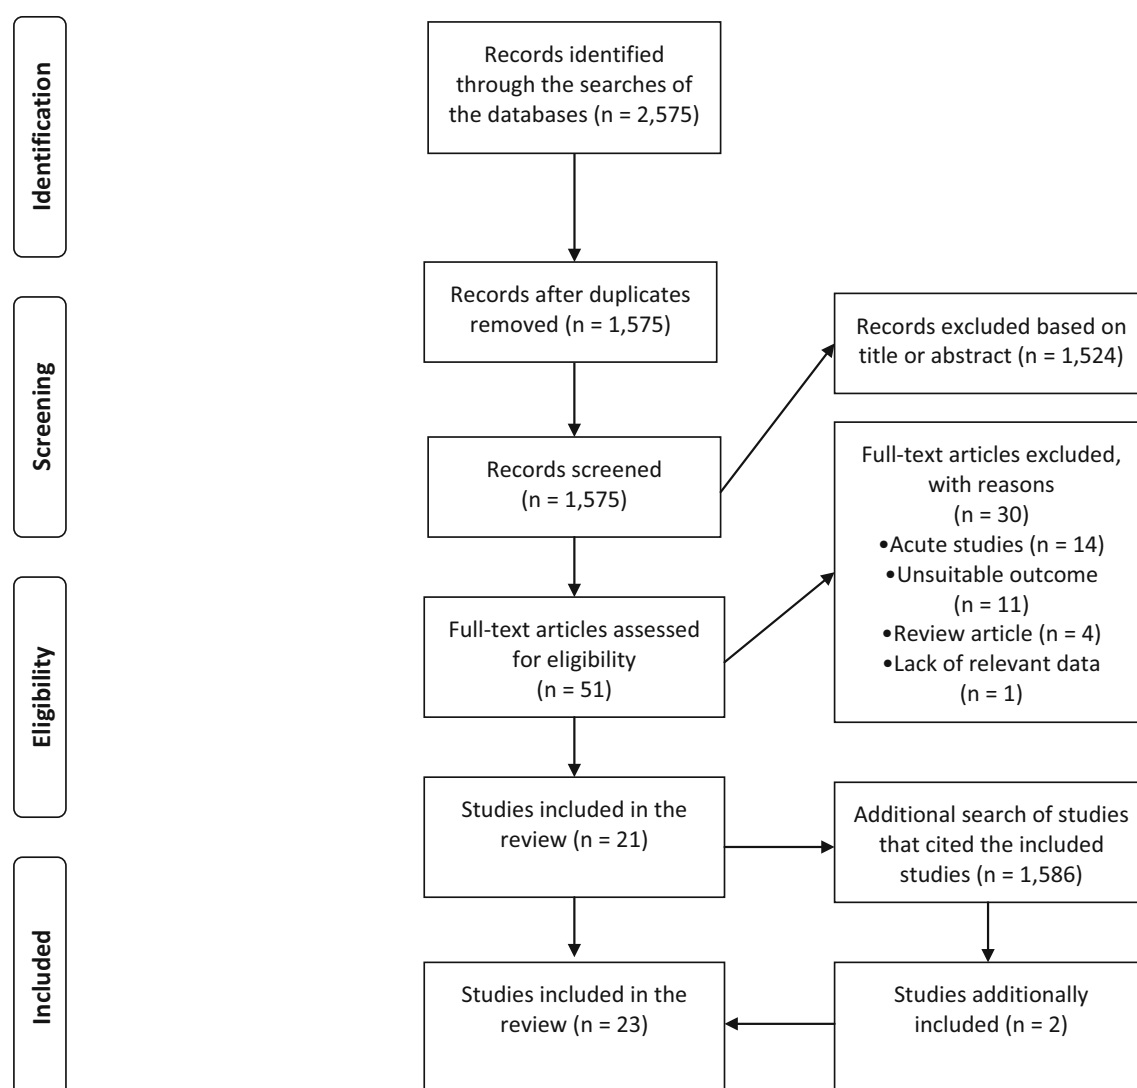 Identification
Records identified
through the searches of
the databases (n = 2,575)
Records after duplicates
removed (n = 1,575)
Screening
Records excluded based on
title or abstract (n = 1,524)
Records screened
(n = 1,575)
Full-text articles excluded,
with reasons
(n = 30)
•Acute studies (n = 14)
•Unsuitable outcome
(n = 11)
•Review article (n = 4)
•Lack of relevant data
(n = 1)
Eligibility
Full-text articles assessed
for eligibility
(n = 51)
Studies included in the
review (n = 21)
Additional search of studies
that cited the included
studies (n = 1,586)
Included
Studies included in the
review (n = 23)
Studies additionally
included (n = 2)